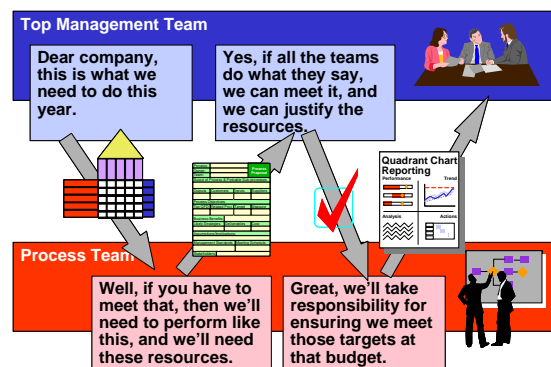 Top Management Team
Dear company,
this is what we
need to do this
year.
Yes, if all the teams
do what they say,
we can meet it, and
we can justify the
resources.
Process
Proposal
Quadrant Chart
Reporting
Performance
Trend
Analysis
Actions
Process Team
Well, if you have to
meet that, then we’ll
need to perform like
this, and we’ll need
these resources.
Great, we’ll take
responsibility for
ensuring we meet
those targets at
that budget.